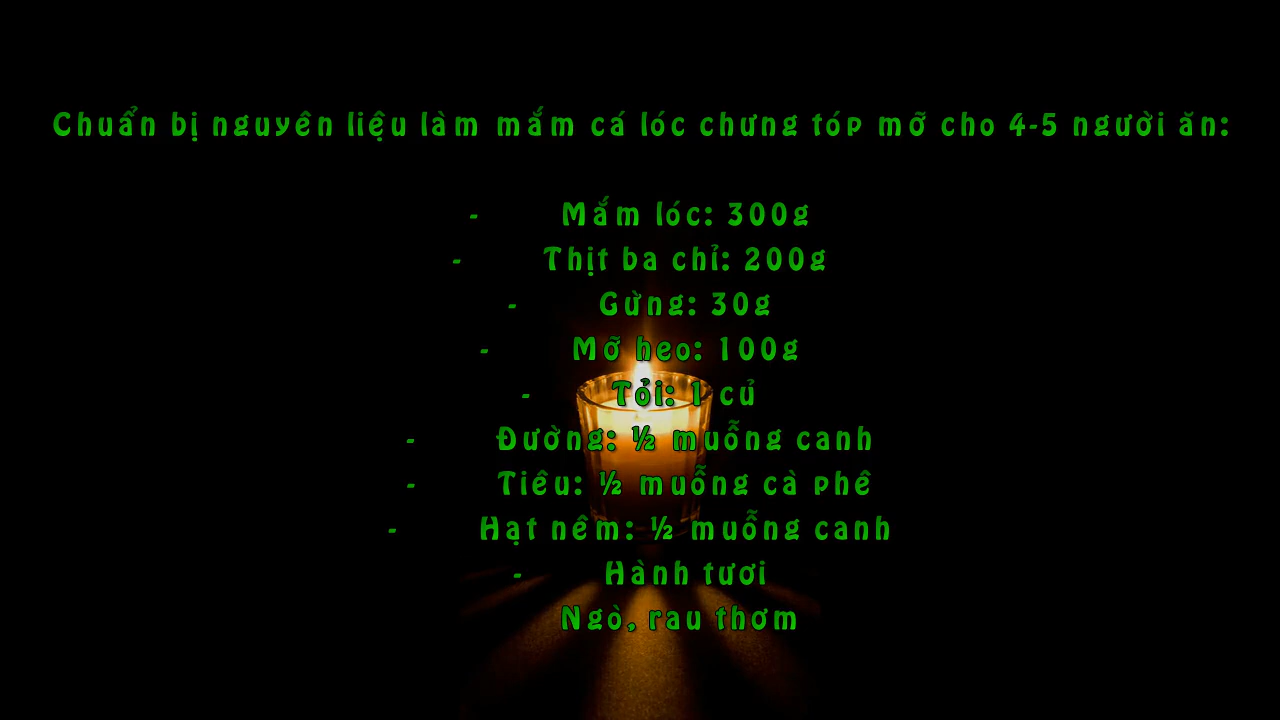 Chuẩn bị nguyên liệu làm mắm cá lóc chưng tóp mỡ cho 4-5 người ăn:
- Mắm lóc: 300g
- Thịt ba chỉ: 200g
- Gừng: 30g
- Mỡ heo: 100g
- Tỏi: 1 củ
- Đường: ½ muỗng canh
- Tiêu: ½ muỗng cà phê
- Hạt nêm: ½ muỗng canh
- Hành tươi
Ngò, rau thơm